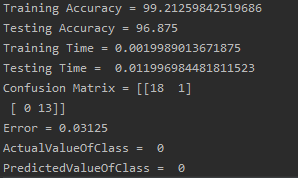 Training Accuracy = 99.21259842519686
Testing Accuracy = 96.875
Training Time = 0.0019989013671875
Testing Time =  0.011996984481811523
Confusion Matrix = [[18  1]
 [ 0 13]]
Error = 0.03125
ActualValueOfClass =  0
PredictedValueOfClass =  0